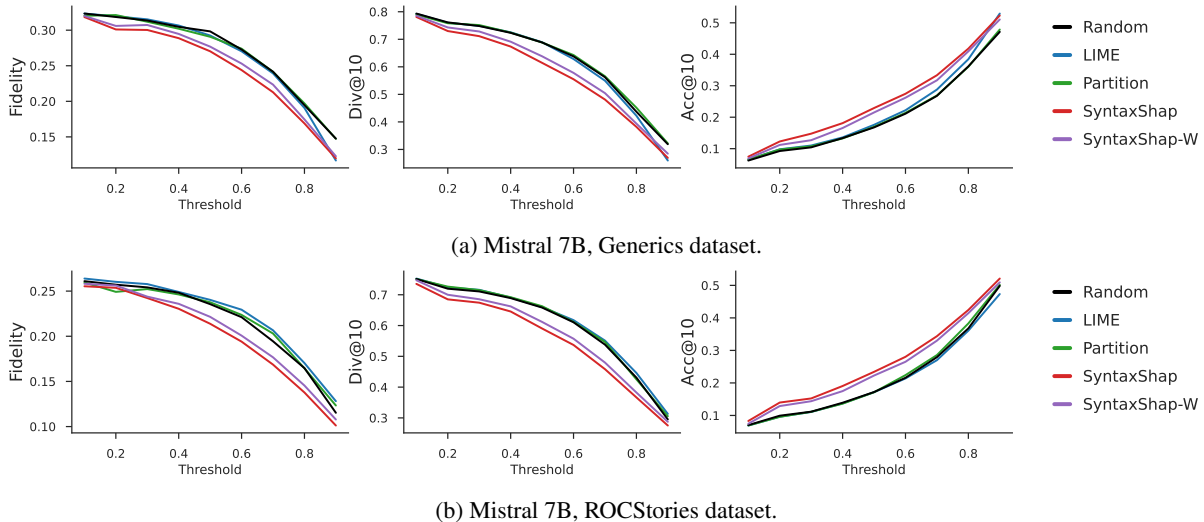 0.30
0.25
0.20
0.15
Fidelity
0.2 0.4 0.6 0.8
Threshold
0.8
0.7
0.6
0.5
0.4
0.3
Div@10
0.2 0.4 0.6 0.8
Threshold
0.5
0.4
0.3
0.2
0.1
Acc@10
0.2 0.4 0.6 0.8
Threshold
Random
LIME
Partition
SyntaxShap
SyntaxShap-W
(a) Mistral 7B, Generics dataset.
0.25
0.20
0.15
0.10
Fidelity
0.2 0.4 0.6 0.8
Threshold
0.7
0.6
0.5
0.4
0.3
Div@10
0.2 0.4 0.6 0.8
Threshold
0.5
0.4
0.3
0.2
0.1
Acc@10
0.2 0.4 0.6 0.8
Threshold
Random
LIME
Partition
SyntaxShap
SyntaxShap-W
(b) Mistral 7B, ROCStories dataset.